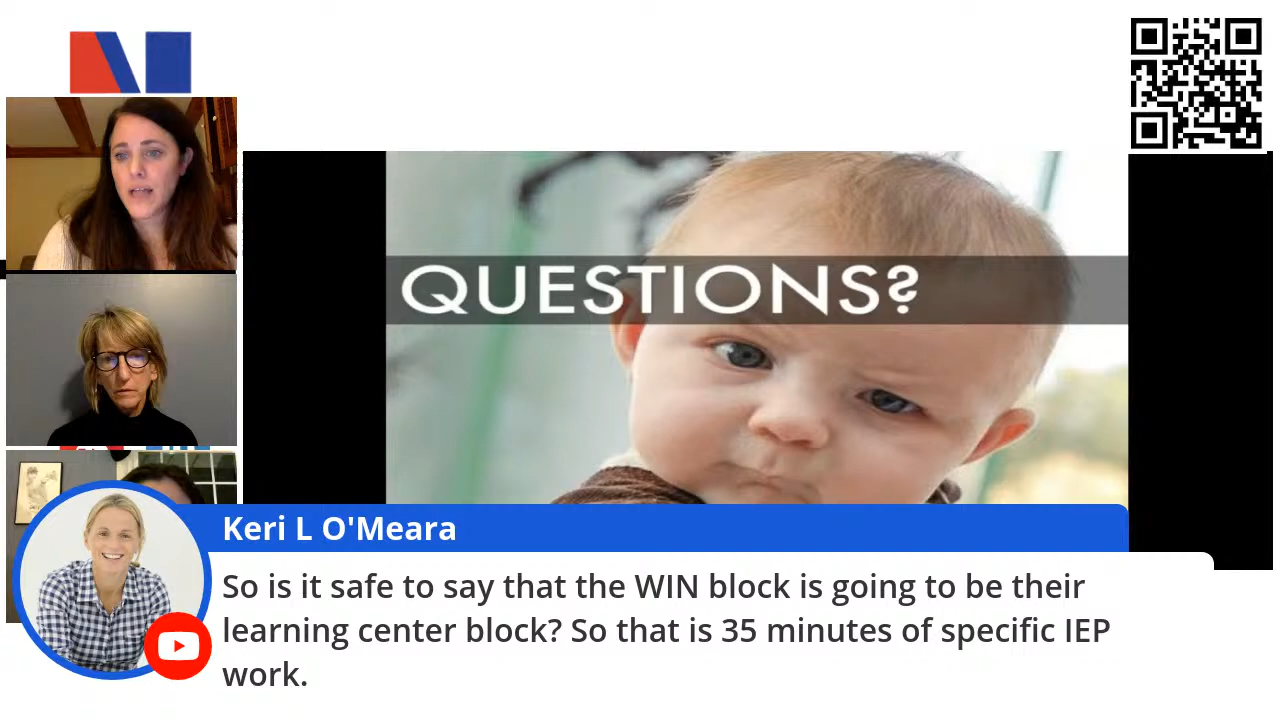 QUESTIONS?
Keri L O'Meara
So is it safe to say that the WIN block is going to be their
learning center block? So that is 35 minutes of specific IEP
work.